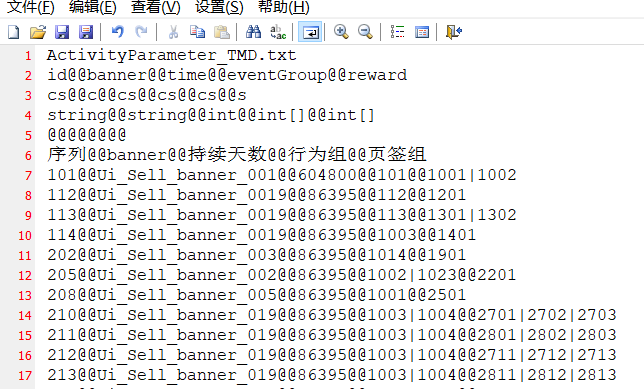 文件(F) 编辑(E) 查看(V) 设置(S) 帮助(H)
1 ActivityParameter_TMD.txt
2 id@@banner@@time@@eventGroup@@reward
3 cs@@c@@cs@@cs@@cs@@s
4 string@@string@@int@@int[]@@int[]
5 @@@@@@@@
6 序列@@banner@@持续天数@@行为组@@页签组
7 101@@Ui_Sell_banner_001@@604800@@101@@1001|1002
8 112@@Ui_Sell_banner_0019@@86395@@112@@1201
9 113@@Ui_Sell_banner_0019@@86395@@113@@1301|1302
10 114@@Ui_Sell_banner_0019@@86395@@1003@@1401
11 202@@Ui_Sell_banner_003@@86395@@1014@@1901
12 205@@Ui_Sell_banner_002@@86395@@1002|1023@@2201
13 208@@Ui_Sell_banner_005@@86395@@1001@@2501
14 210@@Ui_Sell_banner_019@@86395@@1003|1004@@2701|2702|2703
15 211@@Ui_Sell_banner_019@@86395@@1003|1004@@2801|2802|2803
16 212@@Ui_Sell_banner_019@@86395@@1003|1004@@2711|2712|2713
17 213@@Ui_Sell_banner_019@@86395@@1003|1004@@2811|2812|2813